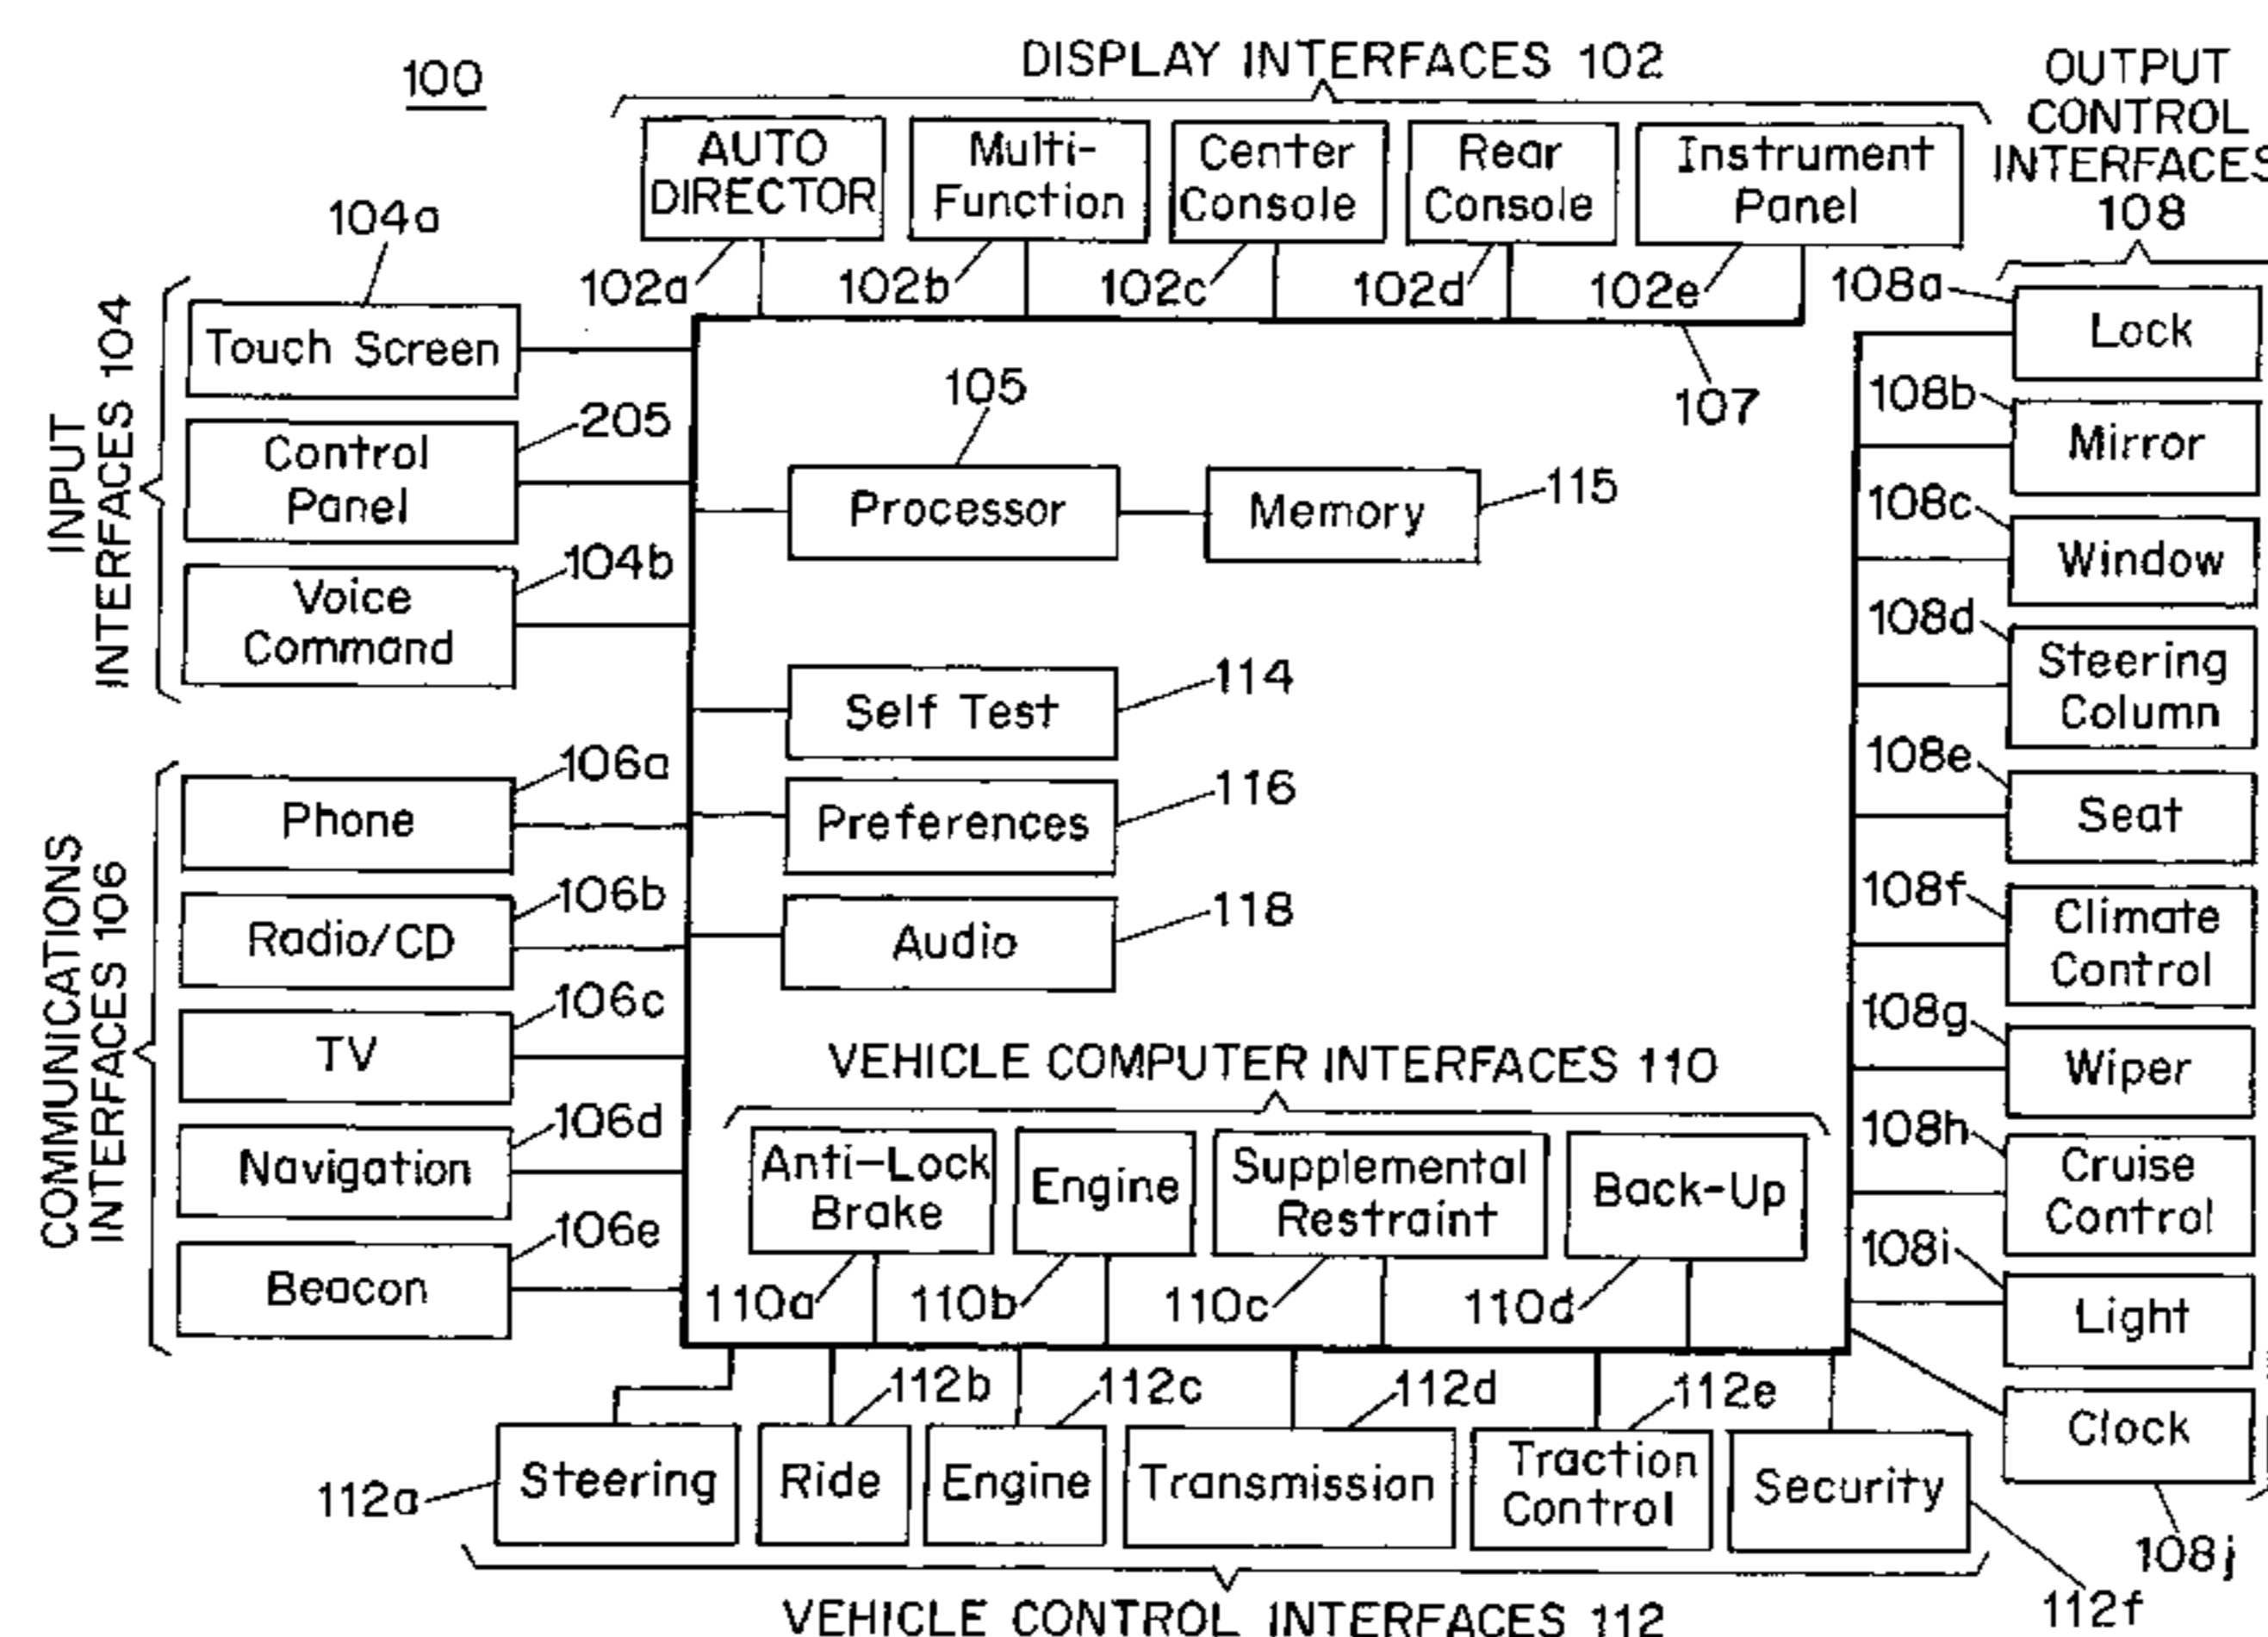 100
DISPLAY INTERFACES 102
OUTPUT
CONTROL
INTERFACES
108
AUTO
DIRECTOR
Multi-
Function
Center
Console
Rear
Console
Instrument
Panel
102a
102b
102c
102d
102e
107
INPUT
INTERFACES 104
104a
Touch Screen
205
Control
Panel
104b
Voice
Command
105
Processor
Memory
115
Self Test
114
Preferences
116
Audio
118
COMMUNICATIONS
INTERFACES 106
106a
Phone
106b
Radio/CD
106c
TV
106d
Navigation
106e
Beacon
VEHICLE COMPUTER INTERFACES 110
Anti-Lock
Brake
Engine
Supplemental
Restraint
Back-Up
110a
110b
110c
110d
108a
Lock
108b
Mirror
108c
Window
108d
Steering
Column
108e
Seat
108f
Climate
Control
108g
Wiper
108h
Cruise
Control
108i
Light
Clock
108j
112b
112c
112d
112e
112a
Steering
Ride
Engine
Transmission
Traction
Control
Security
112f
VEHICLE CONTROL INTERFACES 112